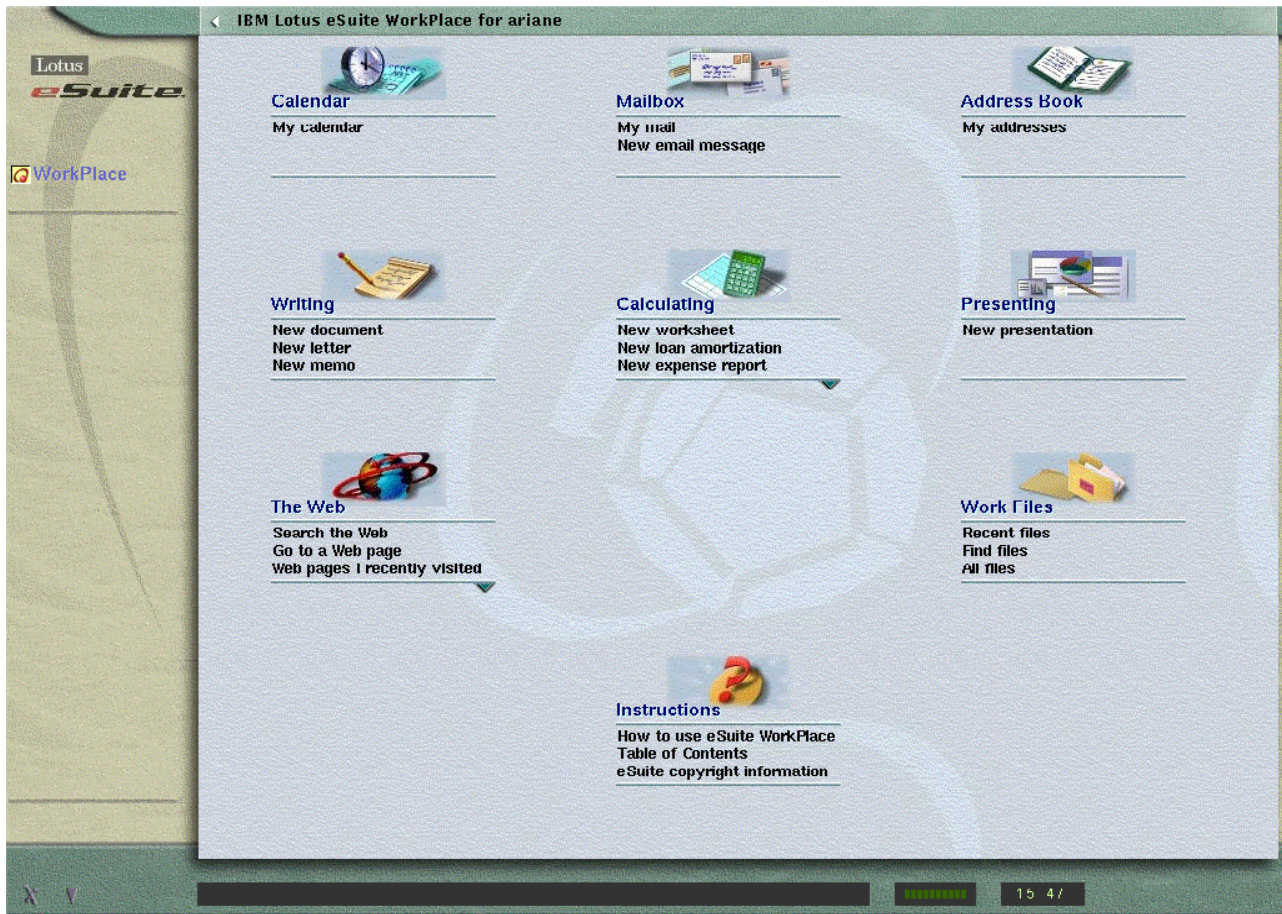 IBM Lotus eSuite WorkPlace for ariane
Lotus
eSuite
WorkPlace
Calendar
My calendar
Mailbox
My mail
New email message
Address Book
My addresses
Writing
New document
New letter
New memo
Calculating
New worksheet
New loan amortization
New expense report
Presenting
New presentation
The Web
Search the Web
Go to a Web page
Web pages I recently visited
Work Files
Recent files
Find files
All files
Instructions
How to use eSuite WorkPlace
Table of Contents
eSuite copyright information
15 47